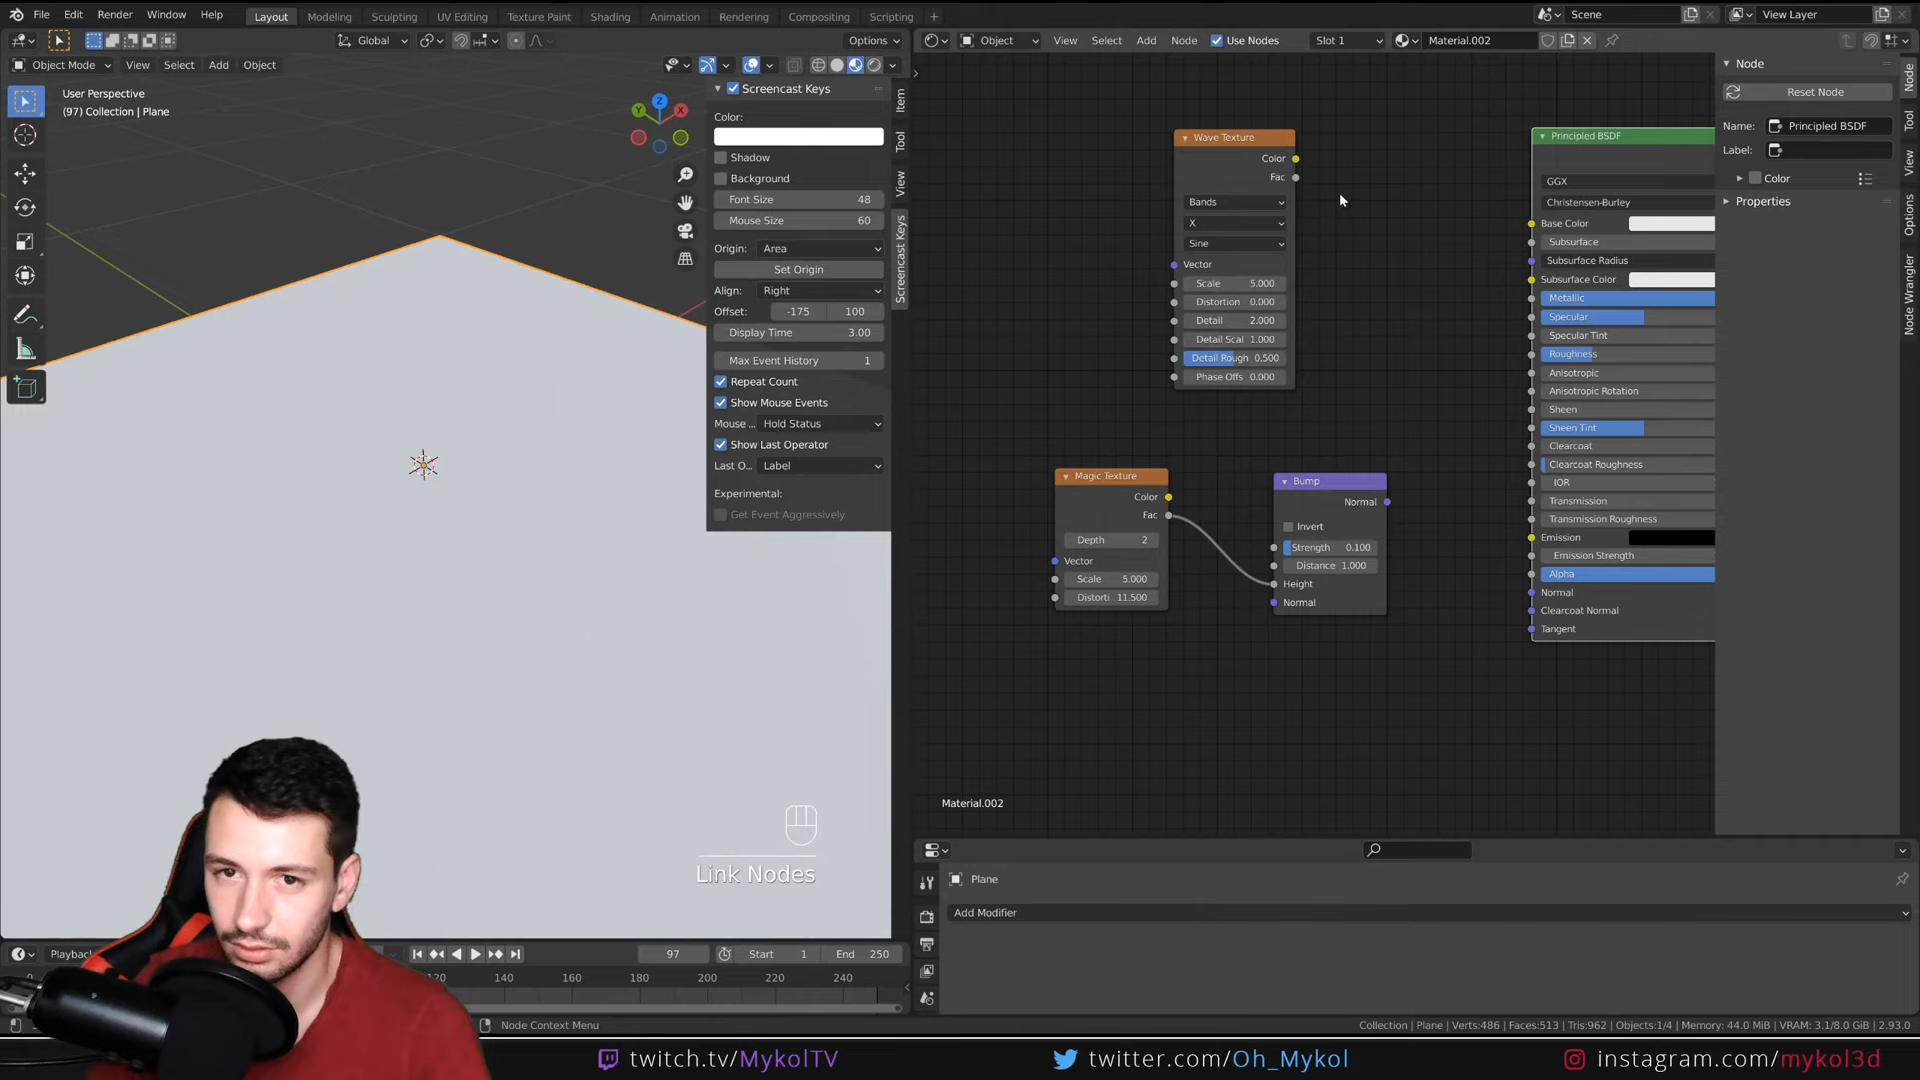 File Edit Render Window Help
Layout Modeling Sculpting UV Editing Texture Paint Shading Animation Rendering Compositing Scripting +
Scene
View Layer
Global
Options
Object
View Select Add Node
Use Nodes
Slot 1
Material.002
Object Mode View Select Add Object
User Perspective
(97) Collection | Plane
X
Y
Z
Screencast Keys
Color:
Shadow
Background
Font Size 48
Mouse Size 60
Origin: Area
Set Origin
Align: Right
Offset: -175 100
Display Time 3.00
Max Event History 1
Repeat Count
Show Mouse Events
Mouse ... Hold Status
Show Last Operator
Last O... Label
Experimental:
Get Event Aggressively
Item
Tool
View
Screencast Keys
Wave Texture
Color
Fac
Bands
X
Sine
Vector
Scale 5.000
Distortion 0.000
Detail 2.000
Detail Scal 1.000
Detail Rough 0.500
Phase Offs 0.000
Magic Texture
Color
Fac
Depth 2
Vector
Scale 5.000
Distorti 11.500
Bump
Normal
Invert
Strength 0.100
Distance 1.000
Height
Normal
Principled BSDF
GGX
Christensen-Burley
Base Color
Subsurface
Subsurface Radius
Subsurface Color
Metallic
Specular
Specular Tint
Roughness
Anisotropic
Anisotropic Rotation
Sheen
Sheen Tint
Clearcoat
Clearcoat Roughness
IOR
Transmission
Transmission Roughness
Emission
Emission Strength
Alpha
Normal
Clearcoat Normal
Tangent
Node
Reset Node
Name: Principled BSDF
Label:
Color
Properties
Node
Tool
View
Options
Node Wrangler
Material.002
Link Nodes
Plane
Add Modifier
Playbac
97
Start 1
End 250
120 140 160 180 200 220 240
Node Context Menu
Collection | Plane | Verts:486 | Faces:513 | Tris:962 | Objects:1/4 | Memory: 44.0 MiB | VRAM: 3.1/8.0 GiB | 2.93.0
twitch.tv/MykolTV
twitter.com/Oh_Mykol
instagram.com/mykol3d